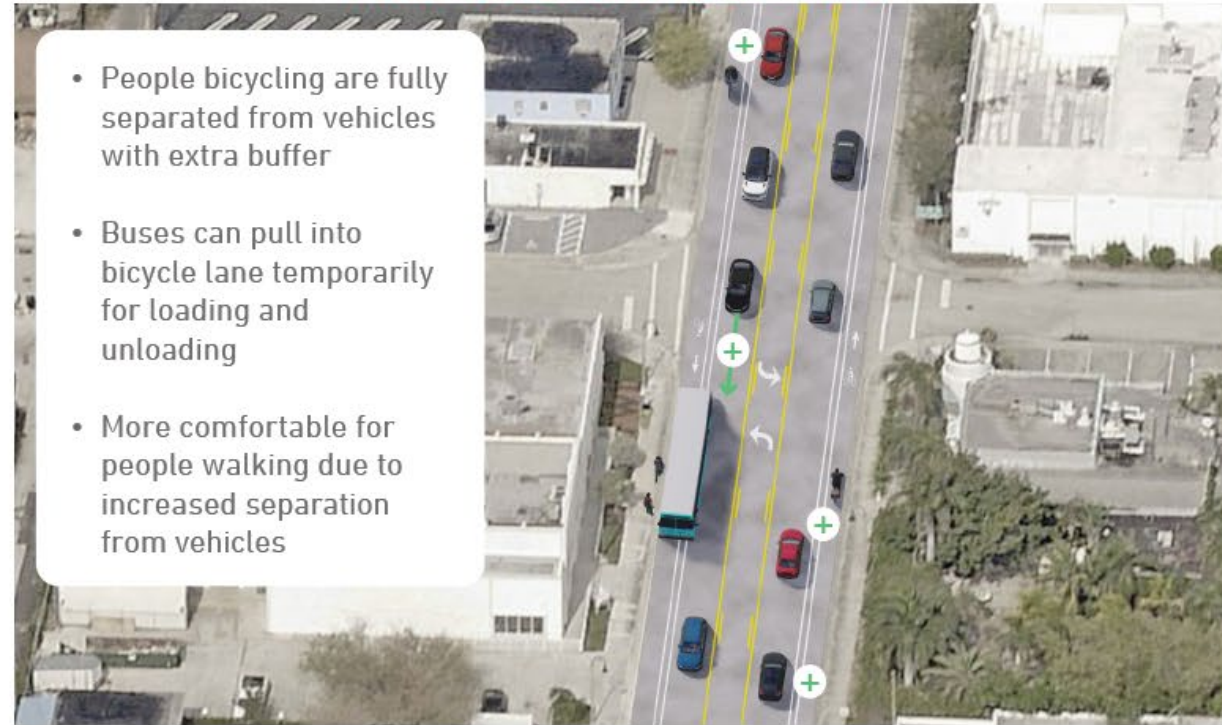 • People bicycling are fully
separated from vehicles
with extra buffer
• Buses can pull into
bicycle lane temporarily
for loading and
unloading
• More comfortable for
people walking due to
increased separation
from vehicles